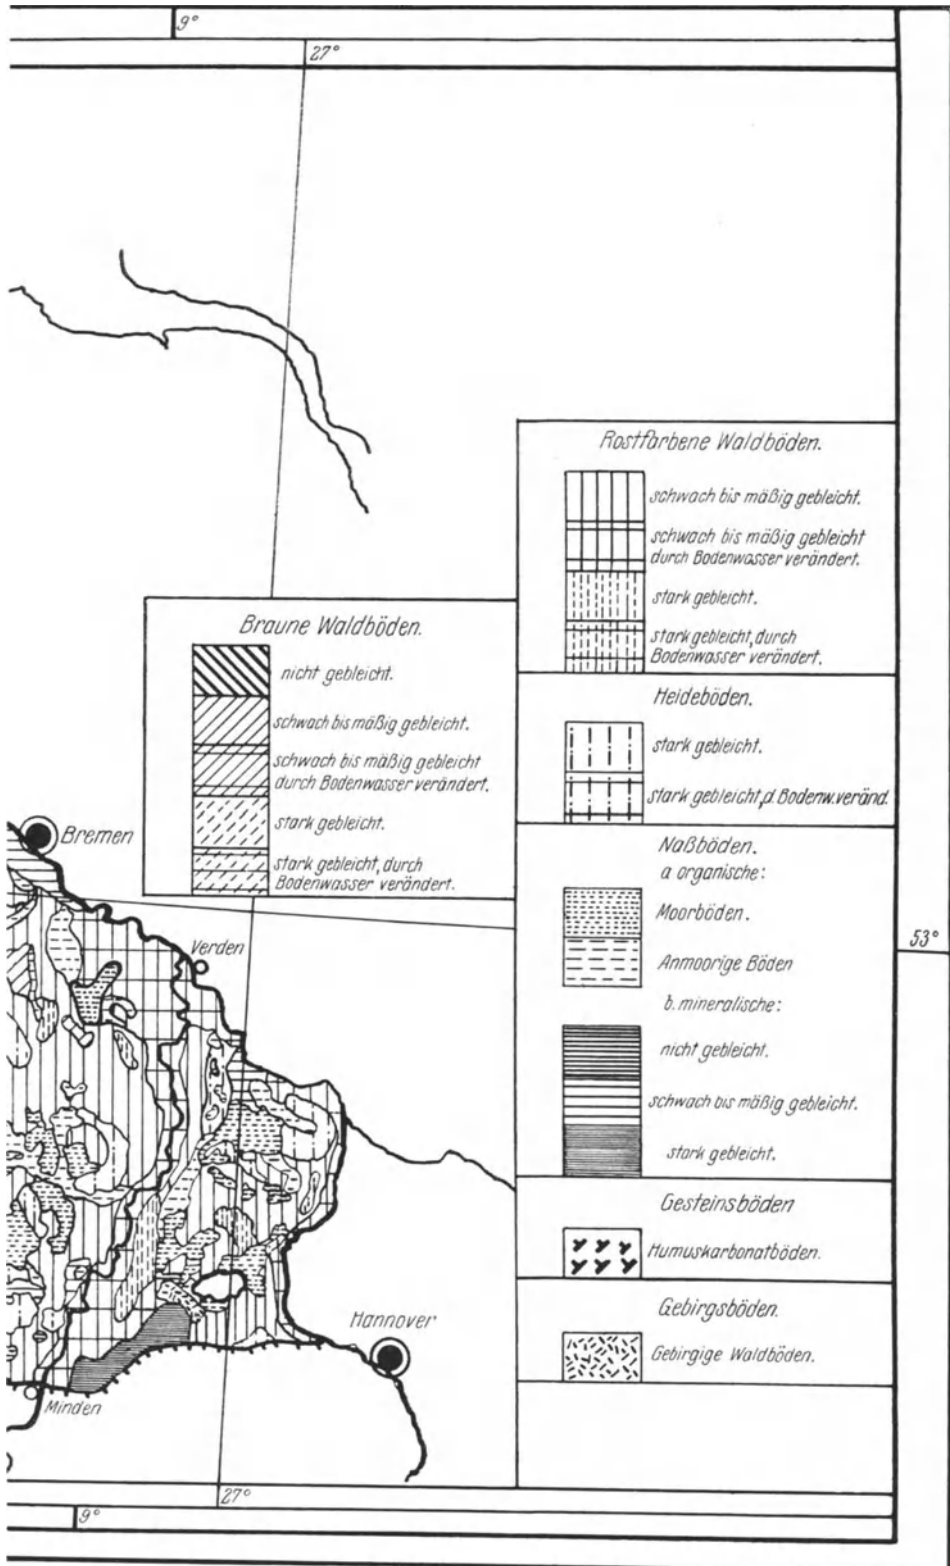 9°
27°
Rostfarbene Waldböden.
schwach bis mäßig gebleicht.
schwach bis mäßig gebleicht
durch Bodenwasser verändert.
stark gebleicht.
stark gebleicht, durch
Bodenwasser verändert.
Braune Waldböden.
nicht gebleicht.
schwach bis mäßig gebleicht.
schwach bis mäßig gebleicht
durch Bodenwasser verändert.
stark gebleicht.
stark gebleicht, durch
Bodenwasser verändert.
Heideböden.
stark gebleicht.
stark gebleicht, d. Bodenw. veränd.
Naßböden.
a organische:
Moorböden.
Anmoorige Böden
b. mineralische:
nicht gebleicht.
schwach bis mäßig gebleicht.
stark gebleicht.
Gesteinsböden
Humuskarbonatböden.
Gebirgsböden.
Gebirgige Waldböden.
Bremen
Verden
53°
Hannover
Minden
27°
9°